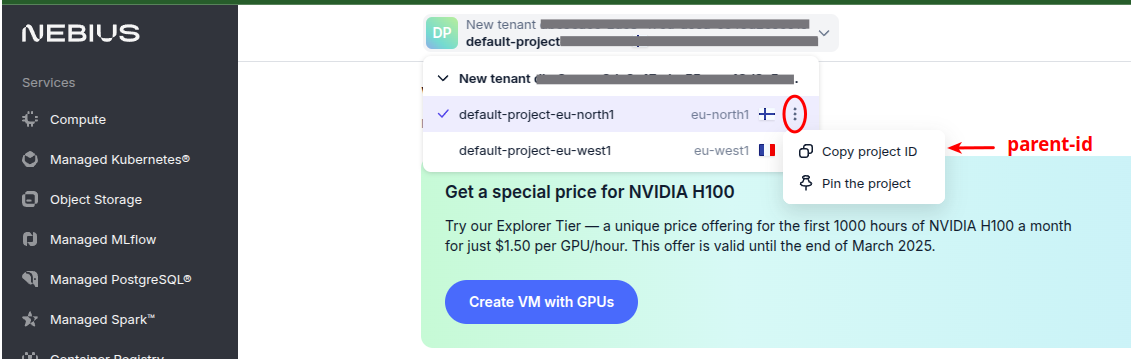 NEBIUS
Services
Compute
Managed Kubernetes®
Object Storage
Managed MLflow
Managed PostgreSQL®
Managed Spark™
Container Registry
DP
New tenant
default-project
New tenant
default-project-eu-north1 eu-north1
default-project-eu-west1 eu-west1
Copy project ID
Pin the project
parent-id
Get a special price for NVIDIA H100
Try our Explorer Tier — a unique price offering for the first 1000 hours of NVIDIA H100 a month
for just $1.50 per GPU/hour. This offer is valid until the end of March 2025.
Create VM with GPUs